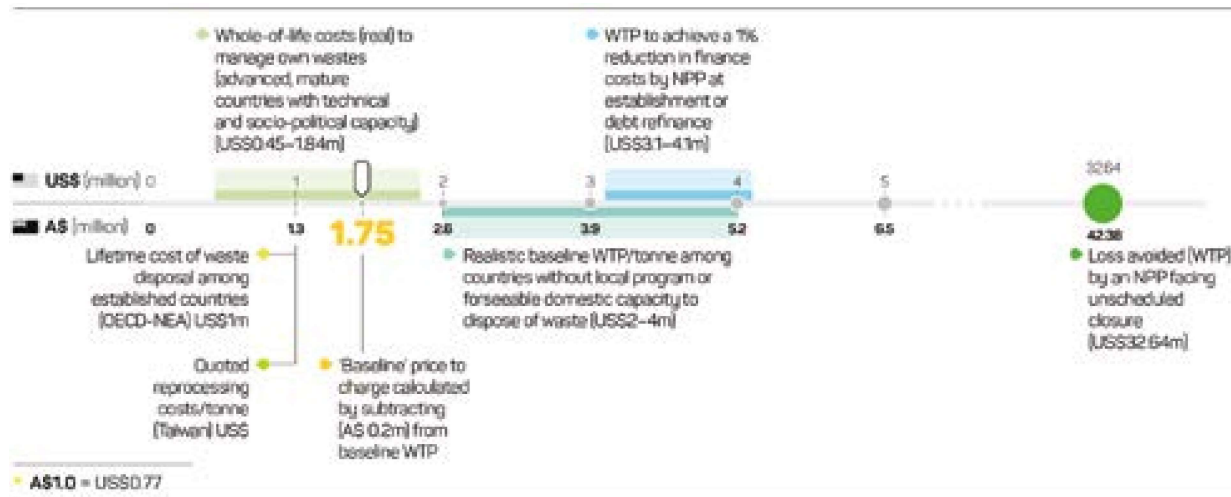 Whole-of-life costs (real) to
manage own wastes
(advanced, mature
countries with technical
and socio-political capacity)
(US$0.45–1.84m)
WTP to achieve a 1%
reduction in finance
costs by NPP at
establishment or
debt refinance
(US$3.1–4.1m)
US$ (million) 0 1 2 3 4 5 32.64
A$ (million) 0 1.3 1.75 2.6 3.9 5.2 6.5 42.38
Lifetime cost of waste
disposal among
established countries
(OECD-NEA) US$1m
Realistic baseline WTP/tonne among
countries without local program or
forseeable domestic capacity to
dispose of waste (US$2–4m)
Loss avoided (WTP)
by an NPP facing
unscheduled
closure
(US$32.64m)
Quoted
reprocessing
costs/tonne
(Taiwan) US$
'Baseline' price to
charge calculated
by subtracting
(A$ 0.2m) from
baseline WTP
A$1.0 = US$0.77